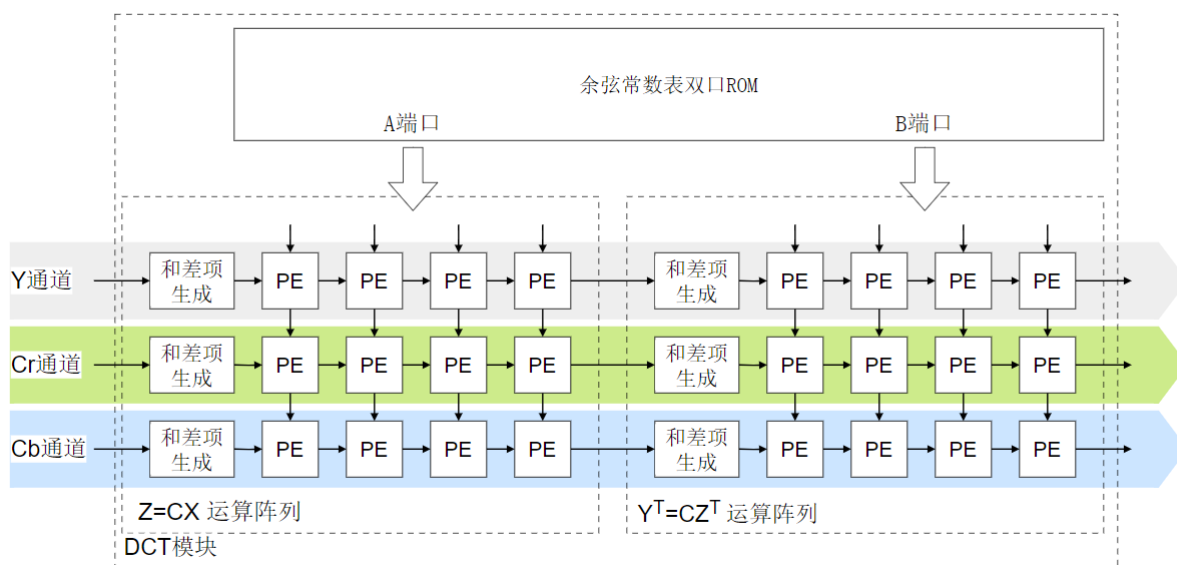 余弦常数表双口ROM
A端口 B端口
Y通道 和差项 PE PE PE PE 和差项 PE PE PE PE
生成 生成
Cr通道 和差项 PE PE PE PE 和差项 PE PE PE PE
生成 生成
Cb通道 和差项 PE PE PE PE 和差项 PE PE PE PE
生成 生成
Z=CX 运算阵列 Yᵀ=CZᵀ 运算阵列
DCT模块